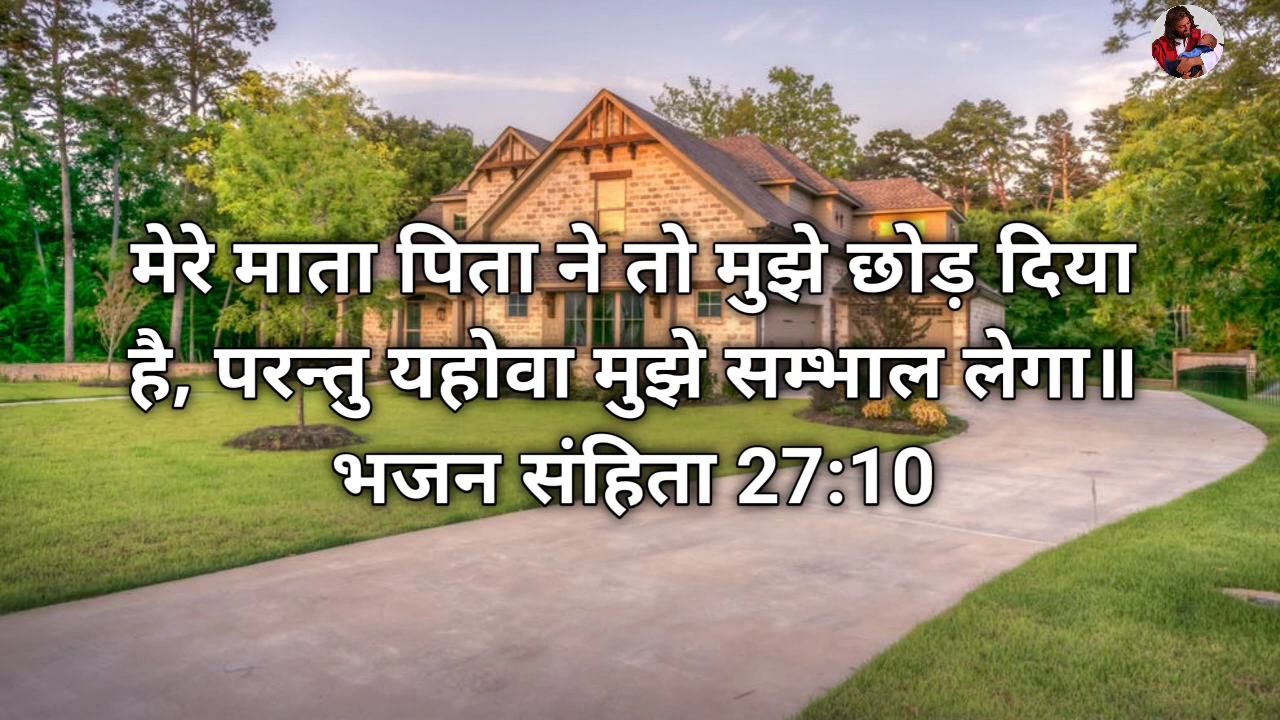 मेरे माता पिता ने तो मुझे छोड़ दिया
है, परन्तु यहोवा मुझे सम्भाल लेगा॥
भजन संहिता 27:10